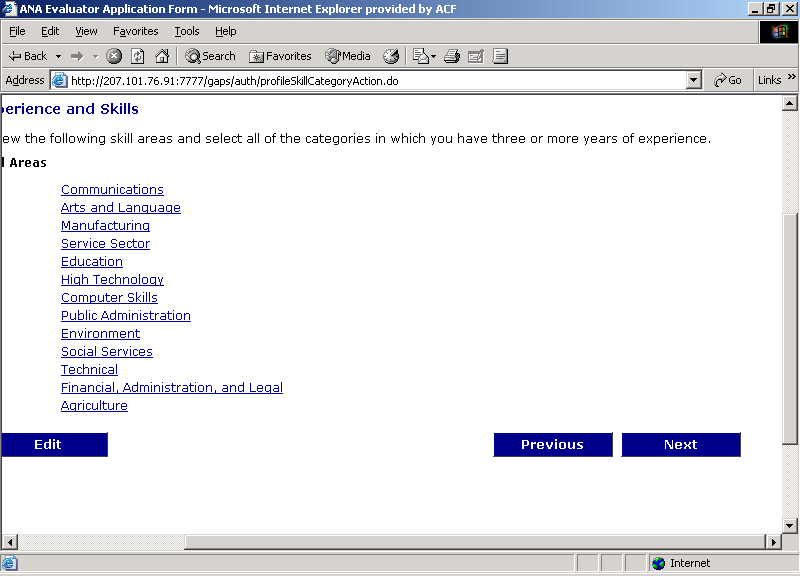 ANA Evaluator Application Form - Microsoft Internet Explorer provided by ACF
File Edit View Favorites Tools Help
Back Search Favorites Media
Address http://207.101.76.91:7777/gaps/auth/profileSkillCategoryAction.do Go Links »
perience and Skills
ew the following skill areas and select all of the categories in which you have three or more years of experience.
l Areas
Communications
Arts and Language
Manufacturing
Service Sector
Education
High Technology
Computer Skills
Public Administration
Environment
Social Services
Technical
Financial, Administration, and Legal
Agriculture
Edit Previous Next
Internet